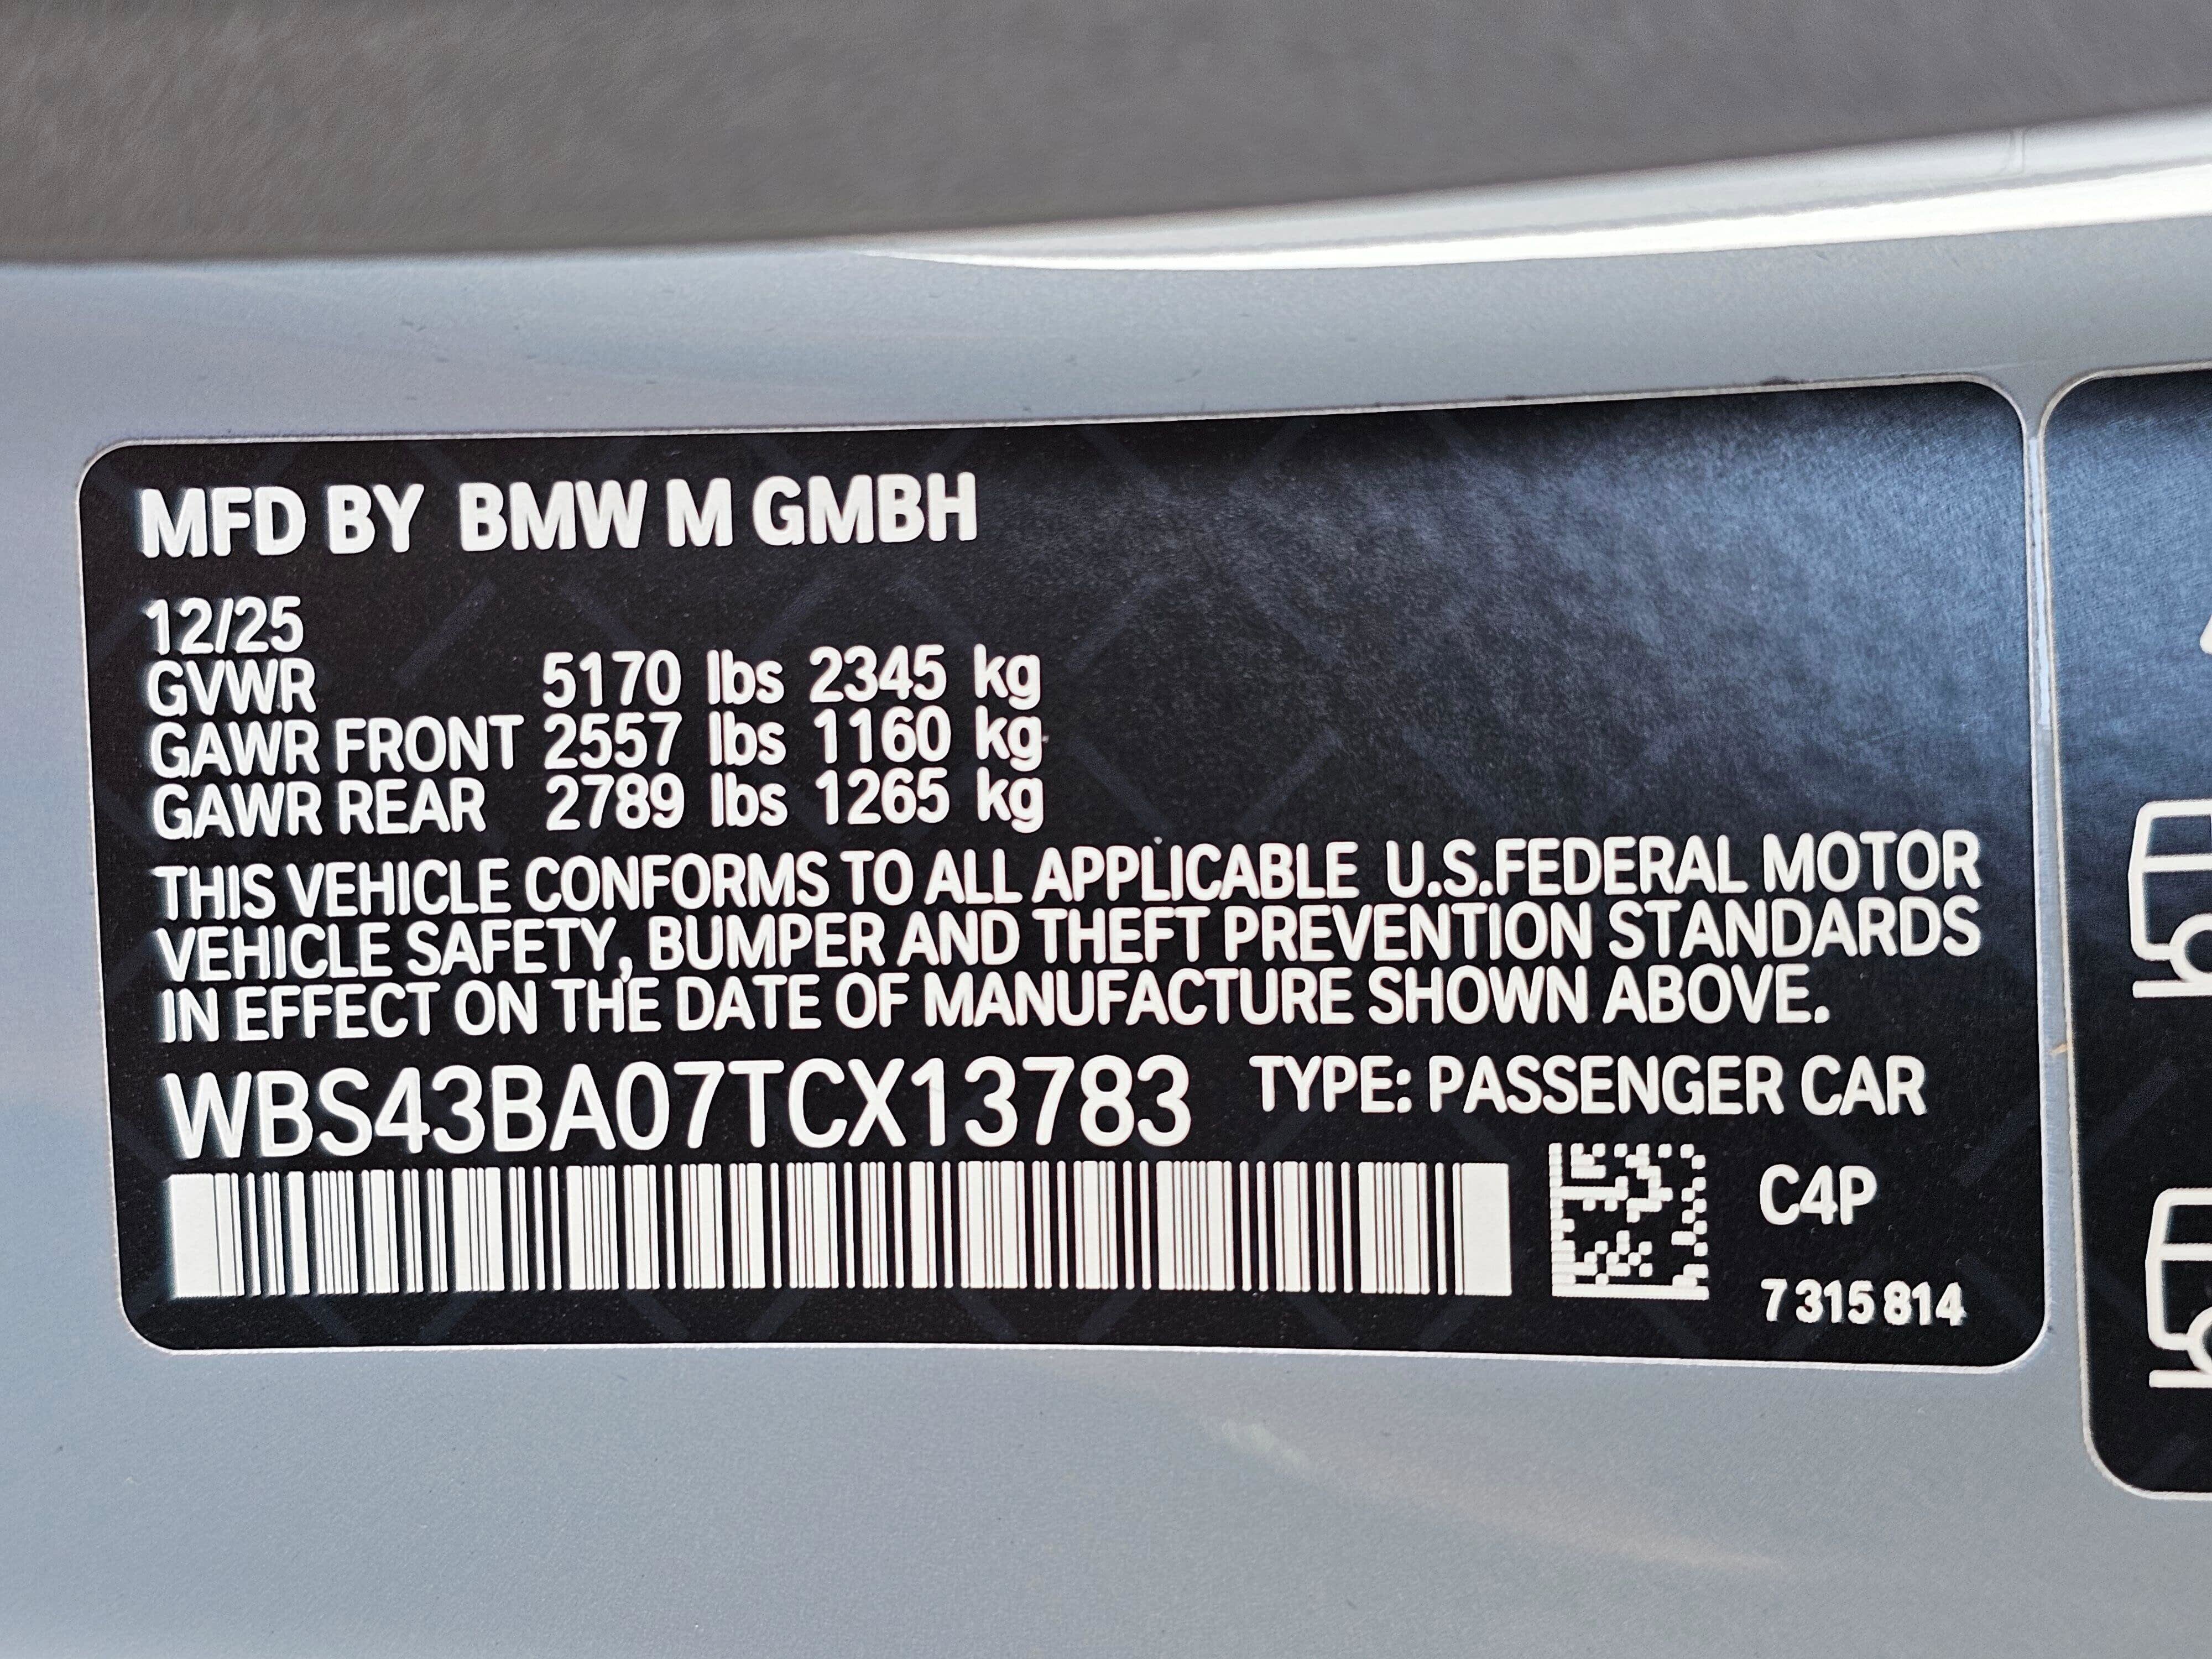 MFD BY BMW M GMBH
12/25
GVWR 5170 lbs 2345 kg
GAWR FRONT 2557 lbs 1160 kg
GAWR REAR 2789 lbs 1265 kg
THIS VEHICLE CONFORMS TO ALL APPLICABLE U.S.FEDERAL MOTOR
VEHICLE SAFETY, BUMPER AND THEFT PREVENTION STANDARDS
IN EFFECT ON THE DATE OF MANUFACTURE SHOWN ABOVE.
WBS43BA07TCX13783 TYPE: PASSENGER CAR
C4P
7 315 814